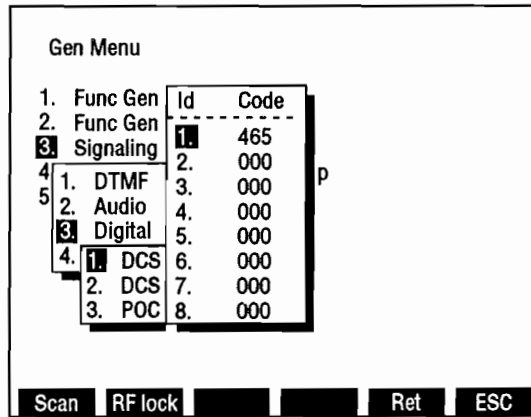 Gen Menu
1. Func Gen
2. Func Gen
3. Signaling
4
5
p
1. DTMF
2. Audio
3. Digital
4.
1. DCS
2. DCS
3. POC
Id Code
1. 465
2. 000
3. 000
4. 000
5. 000
6. 000
7. 000
8. 000
Scan RF lock Ret ESC